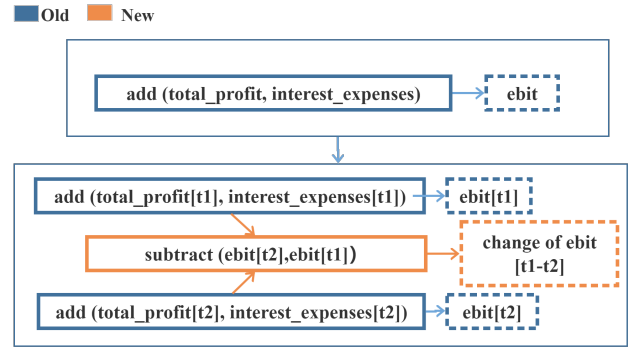 Old New
add (total_profit, interest_expenses) ebit
add (total_profit[t1], interest_expenses[t1]) ebit[t1]
subtract (ebit[t2],ebit[t1]) change of ebit
[t1-t2]
add (total_profit[t2], interest_expenses[t2]) ebit[t2]